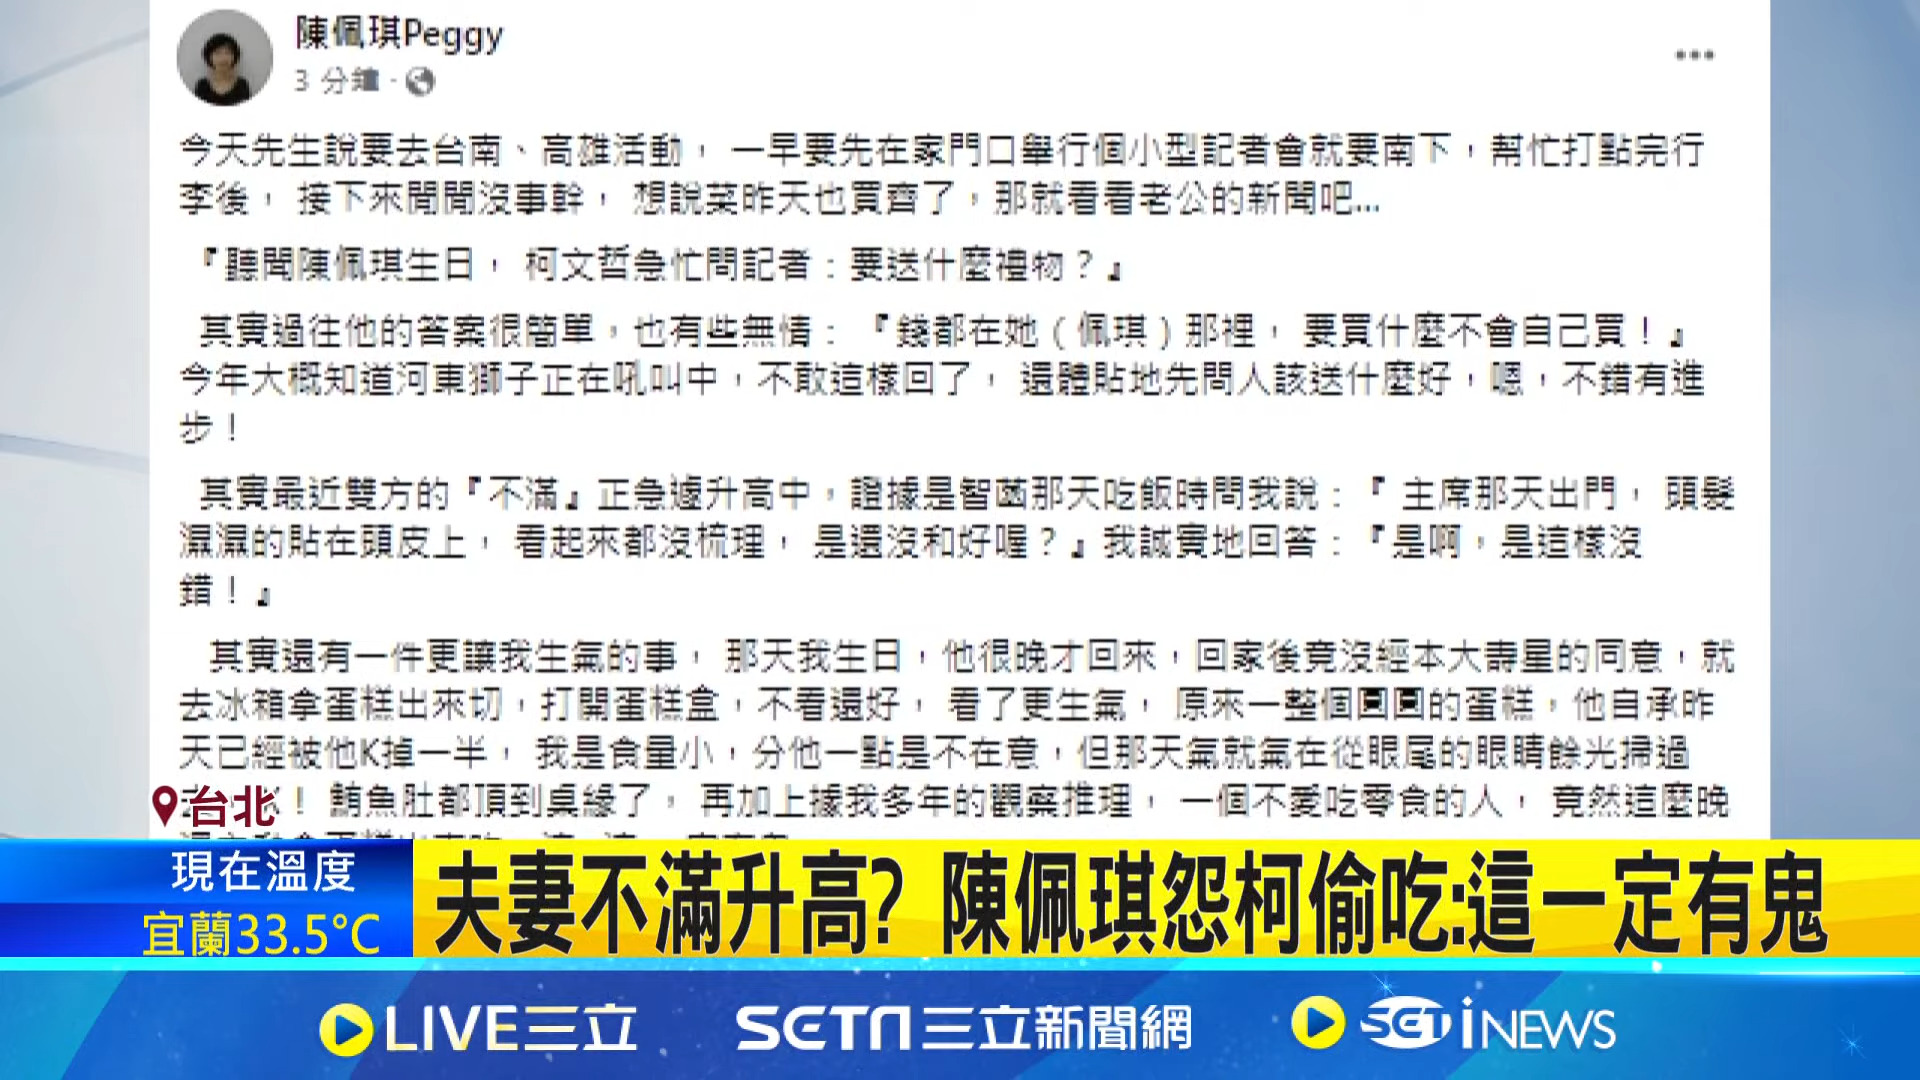 陳佩琪Peggy
3 分鐘 ·
今天先生說要去台南、高雄活動， 一早要先在家門口舉行個小型記者會就要南下，幫忙打點完行
李後， 接下來閒閒沒事幹， 想說菜昨天也買齊了，那就看看老公的新聞吧...
『聽聞陳佩琪生日， 柯文哲急忙問記者：要送什麼禮物？』
其實過往他的答案很簡單，也有些無情：『錢都在她（佩琪）那裡， 要買什麼不會自己買！』
今年大概知道河東獅子正在吼叫中，不敢這樣回了， 還體貼地先問人該送什麼好，嗯，不錯有進
步！
其實最近雙方的『不滿』正急遽升高中，證據是智菡那天吃飯時問我說：『 主席那天出門， 頭髮
濕濕的貼在頭皮上， 看起來都沒梳理， 是還沒和好喔？』我誠實地回答：『是啊，是這樣沒
錯！』
其實還有一件更讓我生氣的事， 那天我生日，他很晚才回來，回家後竟沒經本大壽星的同意，就
去冰箱拿蛋糕出來切，打開蛋糕盒，不看還好， 看了更生氣， 原來一整個圓圓的蛋糕，他自承昨
天已經被他K掉一半， 我是食量小，分他一點是不在意，但那天氣就氣在從眼尾的眼睛餘光掃過
！ 鮪魚肚都頂到桌緣了， 再加上據我多年的觀察推理， 一個不愛吃零食的人， 竟然這麼晚
台北
現在溫度
宜蘭33.5°C
夫妻不滿升高? 陳佩琪怨柯偷吃:這一定有鬼
LIVE三立
SETN三立新聞網
SET iNEWS